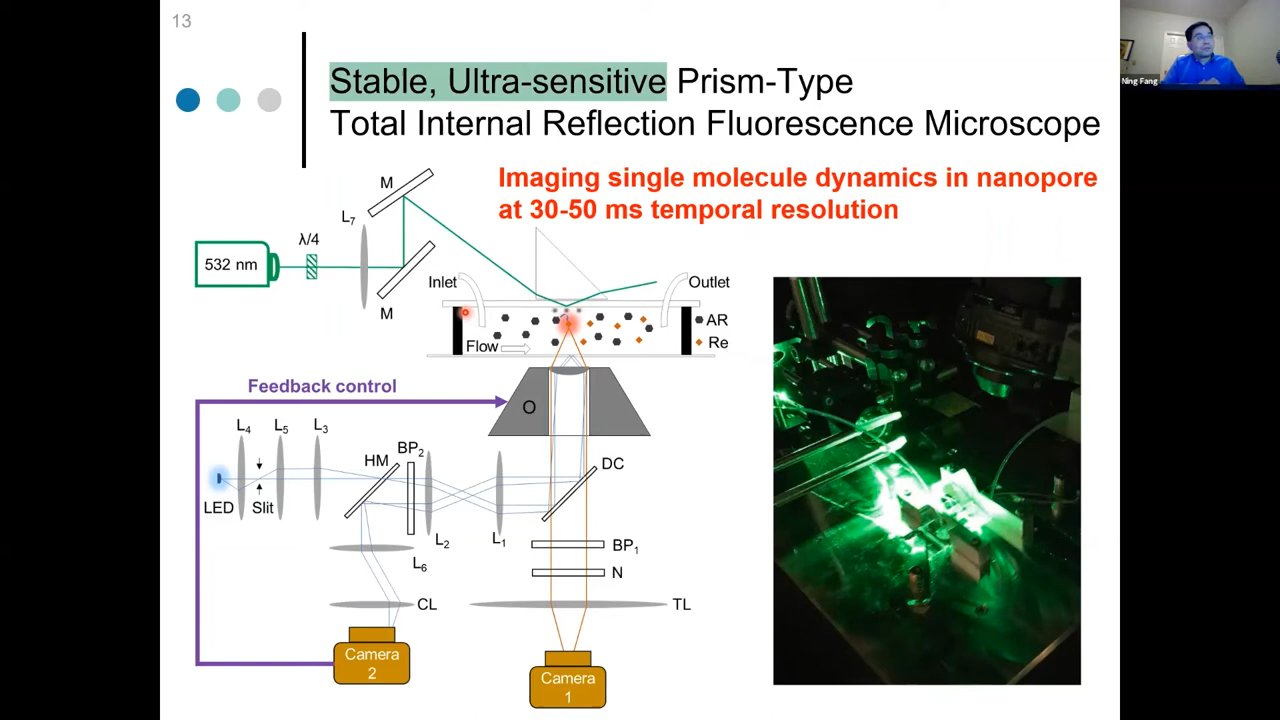 13
Ning Fang
Stable, Ultra-sensitive Prism-Type
Total Internal Reflection Fluorescence Microscope
Imaging single molecule dynamics in nanopore
at 30-50 ms temporal resolution
M
L7
λ/4
532 nm
M
Inlet
Outlet
AR
Flow
Re
Feedback control
O
L4
L5
L3
BP2
HM
DC
LED
Slit
L2
L1
BP1
L6
N
CL
TL
Camera
2
Camera
1